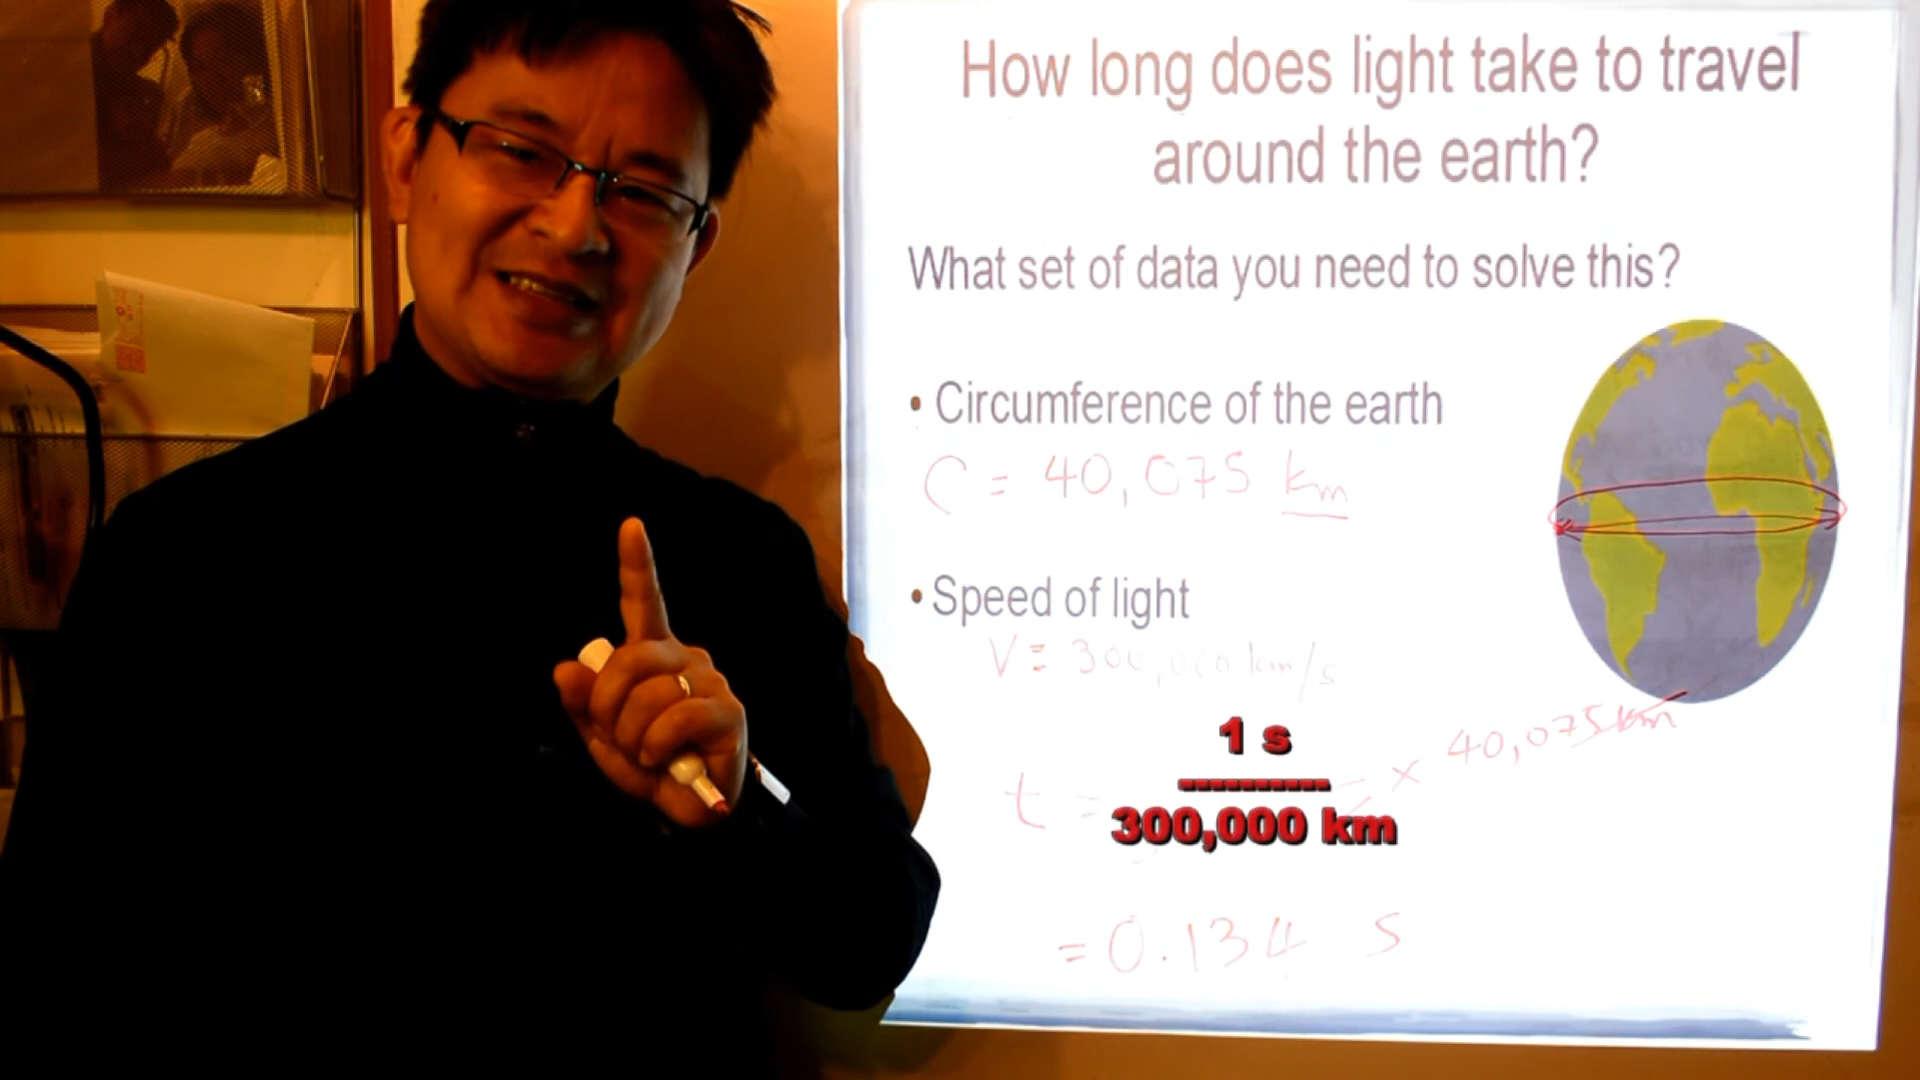 How long does light take to travel
around the earth?
What set of data you need to solve this?
• Circumference of the earth
C = 40,075 km
• Speed of light
V = 300,000 km/s
1 s
t = 300,000 km × 40,075 km
= 0.134 s